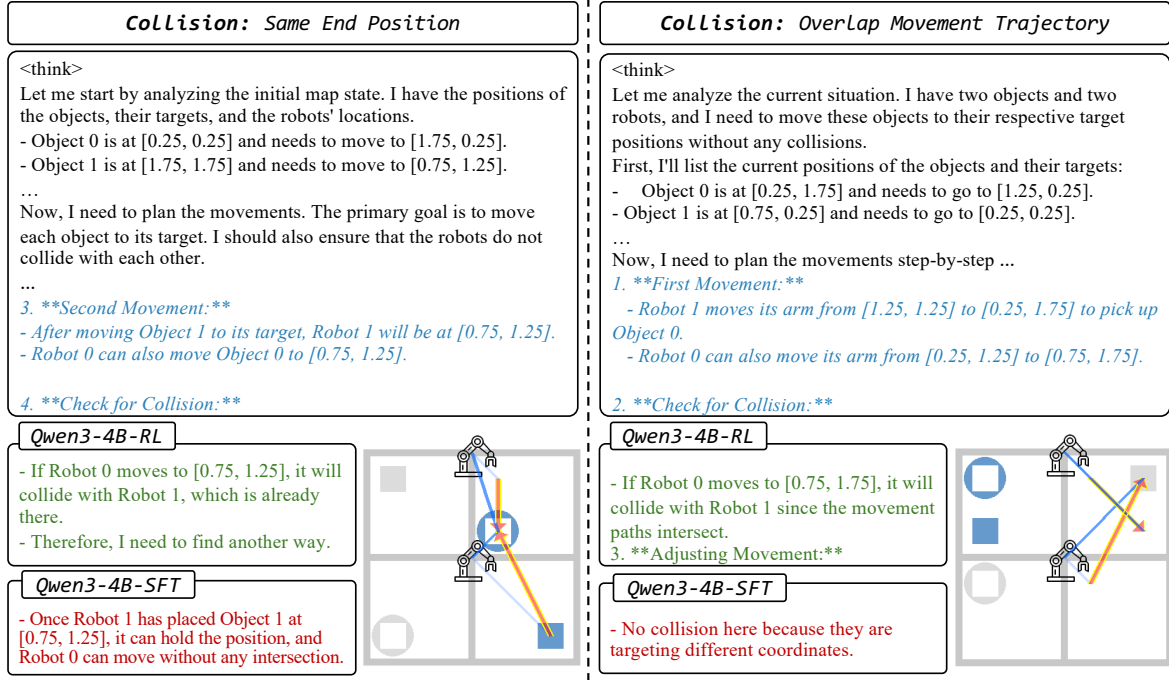 Collision: Same End Position
<think>
Let me start by analyzing the initial map state. I have the positions of
the objects, their targets, and the robots' locations.
- Object 0 is at [0.25, 0.25] and needs to move to [1.75, 0.25].
- Object 1 is at [1.75, 1.75] and needs to move to [0.75, 1.25].
…
Now, I need to plan the movements. The primary goal is to move
each object to its target. I should also ensure that the robots do not
collide with each other.
...
3. **Second Movement:**
- After moving Object 1 to its target, Robot 1 will be at [0.75, 1.25].
- Robot 0 can also move Object 0 to [0.75, 1.25].
4. **Check for Collision:**
Qwen3-4B-RL
- If Robot 0 moves to [0.75, 1.25], it will
collide with Robot 1, which is already
there.
- Therefore, I need to find another way.
Qwen3-4B-SFT
- Once Robot 1 has placed Object 1 at
[0.75, 1.25], it can hold the position, and
Robot 0 can move without any intersection.
Collision: Overlap Movement Trajectory
<think>
Let me analyze the current situation. I have two objects and two
robots, and I need to move these objects to their respective target
positions without any collisions.
First, I'll list the current positions of the objects and their targets:
- Object 0 is at [0.25, 1.75] and needs to go to [1.25, 0.25].
- Object 1 is at [0.75, 0.25] and needs to go to [0.25, 0.25].
…
Now, I need to plan the movements step-by-step ...
1. **First Movement:**
- Robot 1 moves its arm from [1.25, 1.25] to [0.25, 1.75] to pick up
Object 0.
- Robot 0 can also move its arm from [0.25, 1.25] to [0.75, 1.75].
2. **Check for Collision:**
Qwen3-4B-RL
- If Robot 0 moves to [0.75, 1.75], it will
collide with Robot 1 since the movement
paths intersect.
3. **Adjusting Movement:**
Qwen3-4B-SFT
- No collision here because they are
targeting different coordinates.